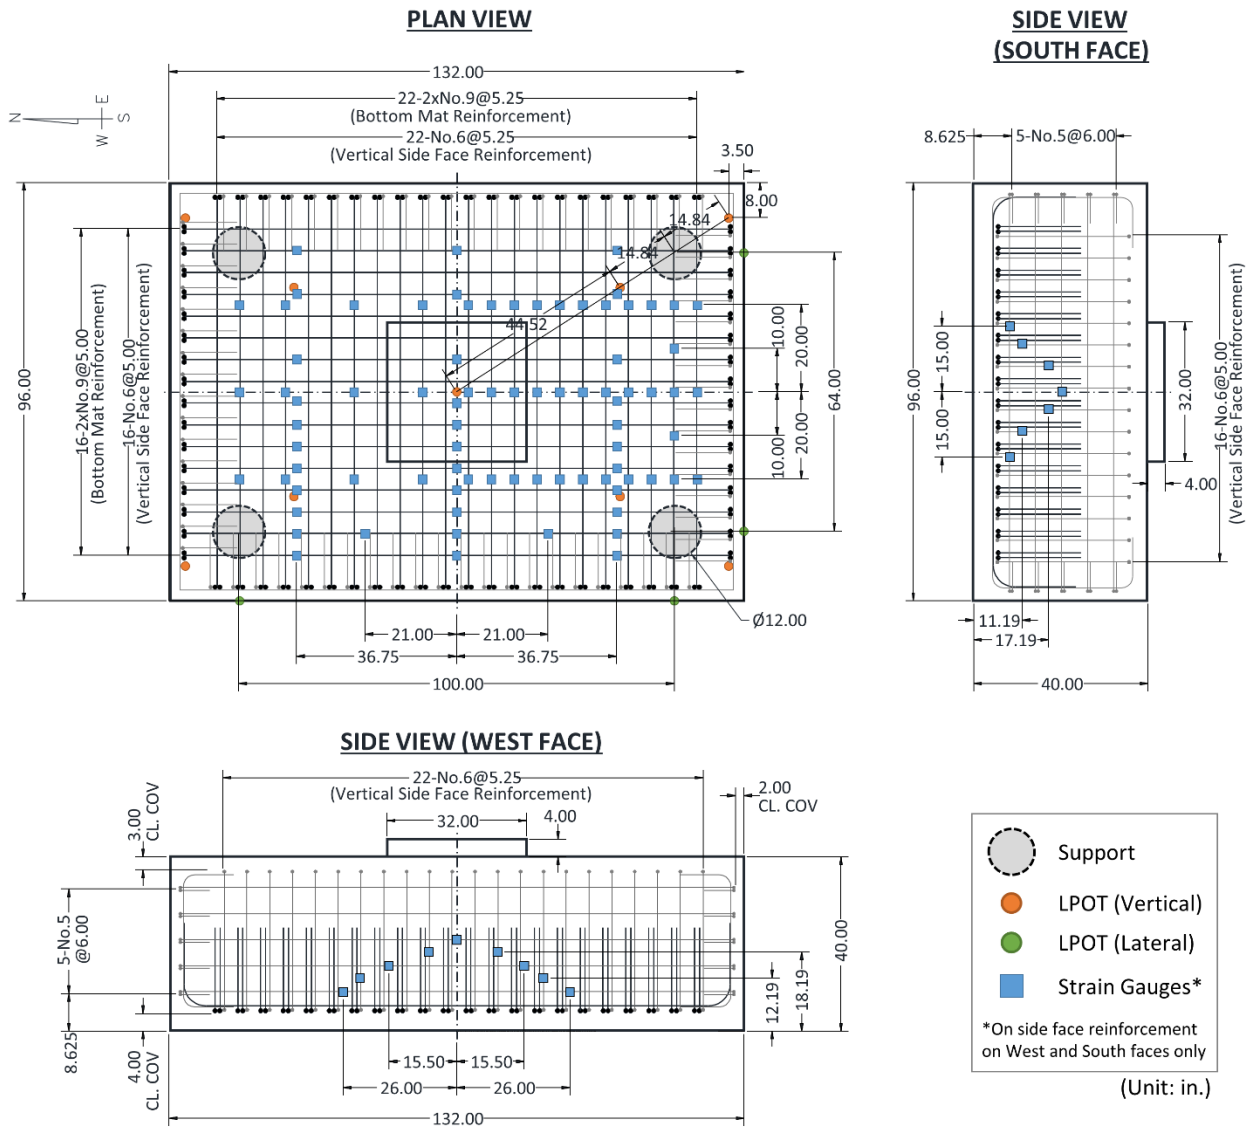 PLAN VIEW
132.00
22-2xNo.9@5.25
(Bottom Mat Reinforcement)
22-No.6@5.25
(Vertical Side Face Reinforcement)
N
E
S
W
3.50
8.00
14.84
14.84
44.52
96.00
16-2xNo.9@5.00
(Bottom Mat Reinforcement)
16-No.6@5.00
(Vertical Side Face Reinforcement)
10.00
20.00
64.00
10.00
20.00
Ø12.00
21.00
21.00
36.75
36.75
100.00
SIDE VIEW
(SOUTH FACE)
8.625
5-No.5@6.00
96.00
15.00
15.00
32.00
16-No.6@5.00
(Vertical Side Face Reinforcement)
4.00
11.19
17.19
40.00
SIDE VIEW (WEST FACE)
22-No.6@5.25
(Vertical Side Face Reinforcement)
2.00
CL. COV
3.00
CL. COV
32.00
4.00
5-No.5
@6.00
8.625
4.00
CL. COV
12.19
18.19
40.00
15.50
15.50
26.00
26.00
132.00
Support
LPOT (Vertical)
LPOT (Lateral)
Strain Gauges*
*On side face reinforcement
on West and South faces only
(Unit: in.)